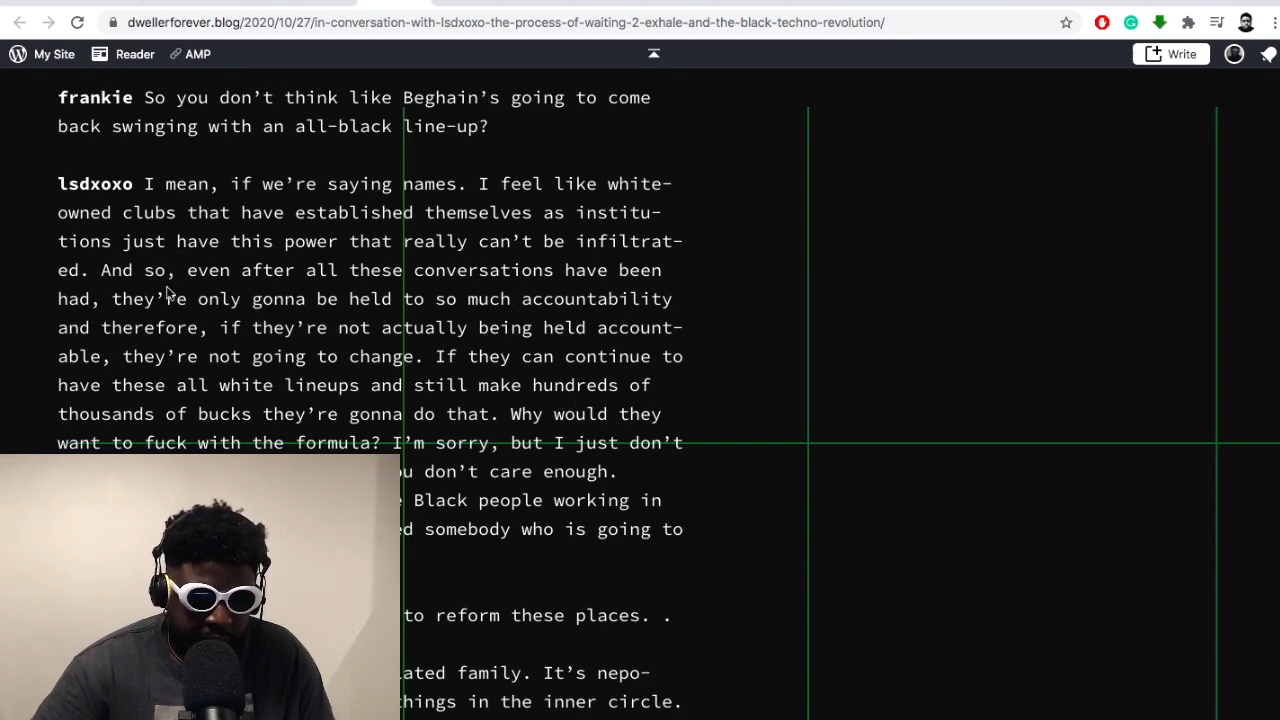 dwellerforever.blog/2020/10/27/in-conversation-with-lsdxoxo-the-process-of-waiting-2-exhale-and-the-black-techno-revolution/
My Site Reader AMP Write
frankie So you don’t think like Beghain’s going to come
back swinging with an all-black line-up?
lsdxoxo I mean, if we’re saying names. I feel like white-
owned clubs that have established themselves as institu-
tions just have this power that really can’t be infiltrat-
ed. And so, even after all these conversations have been
had, they’re only gonna be held to so much accountability
and therefore, if they’re not actually being held account-
able, they’re not going to change. If they can continue to
have these all white lineups and still make hundreds of
thousands of bucks they’re gonna do that. Why would they
want to fuck with the formula? I’m sorry, but I just don’t
don’t care enough.
Black people working in
somebody who is going to
to reform these places. .
family. It’s nepo-
in the inner circle.